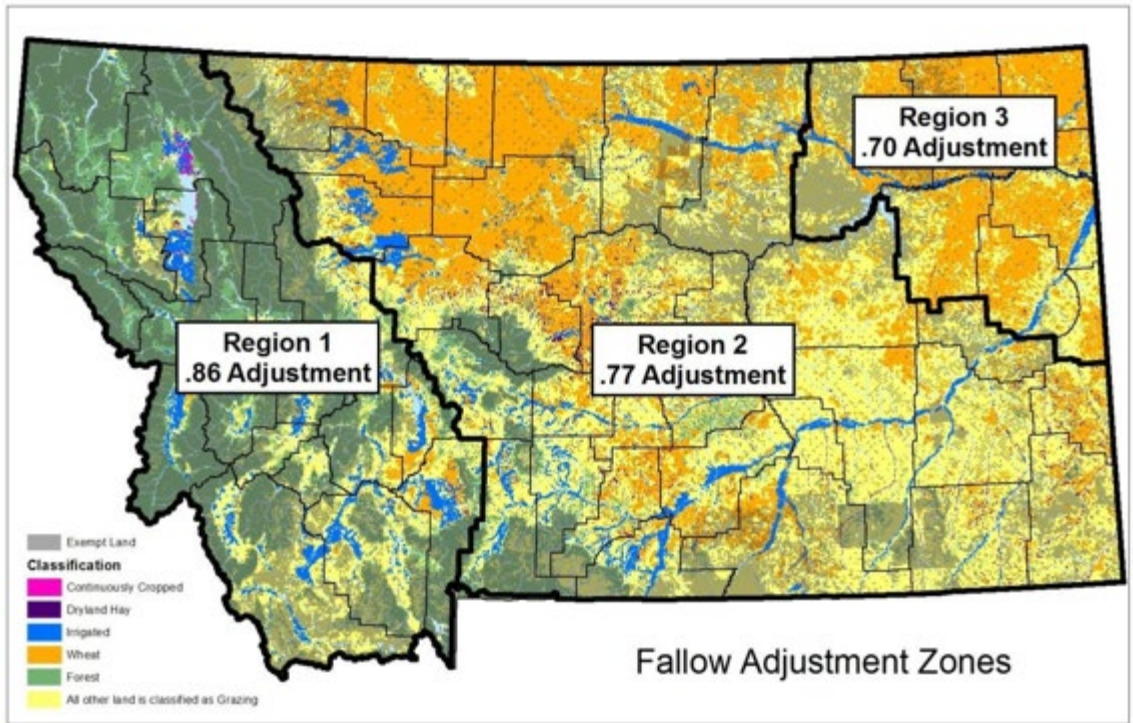 Region 3
.70 Adjustment
Region 1
.86 Adjustment
Region 2
.77 Adjustment
Exempt Land
Classification
Continuously Cropped
Dryland Hay
Irrigated
Wheat
Forest
All other land is classified as Grazing
Fallow Adjustment Zones